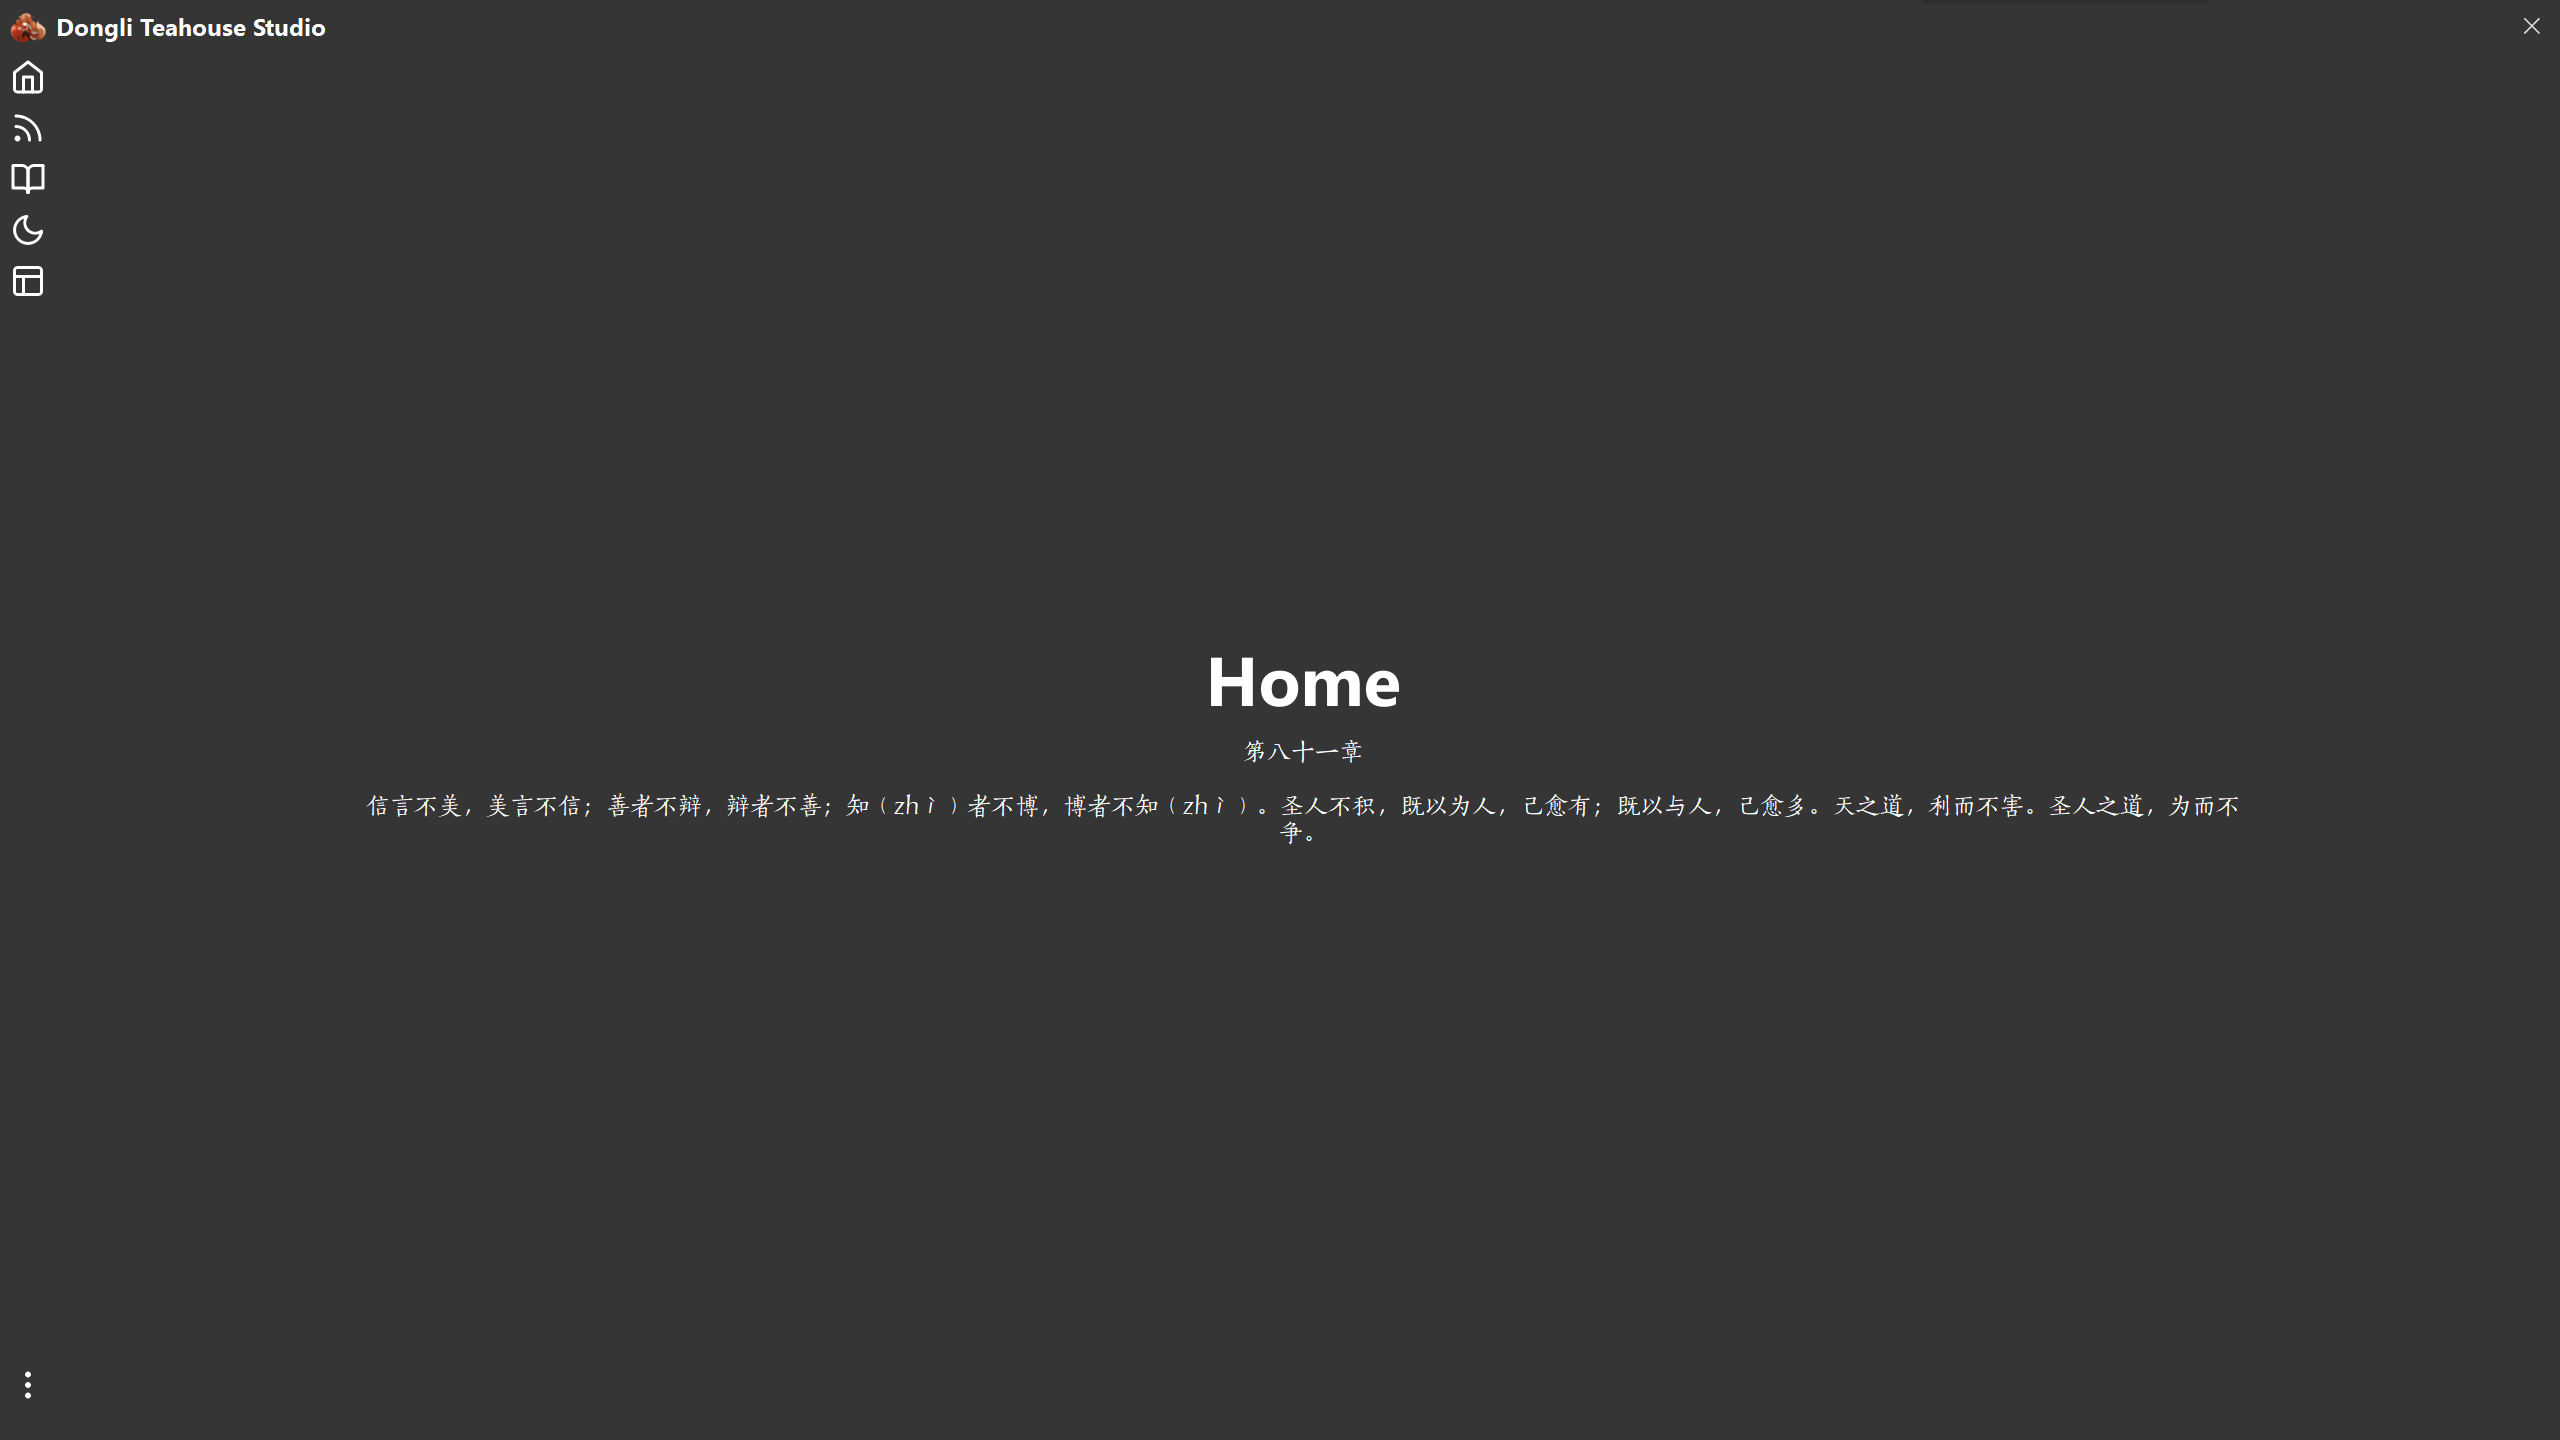 Dongli Teahouse Studio
Home
第八十一章
信言不美，美言不信；善者不辩，辩者不善；知（zhì）者不博，博者不知（zhì）。圣人不积，既以为人，己愈有；既以与人，己愈多。天之道，利而不害。圣人之道，为而不
争。